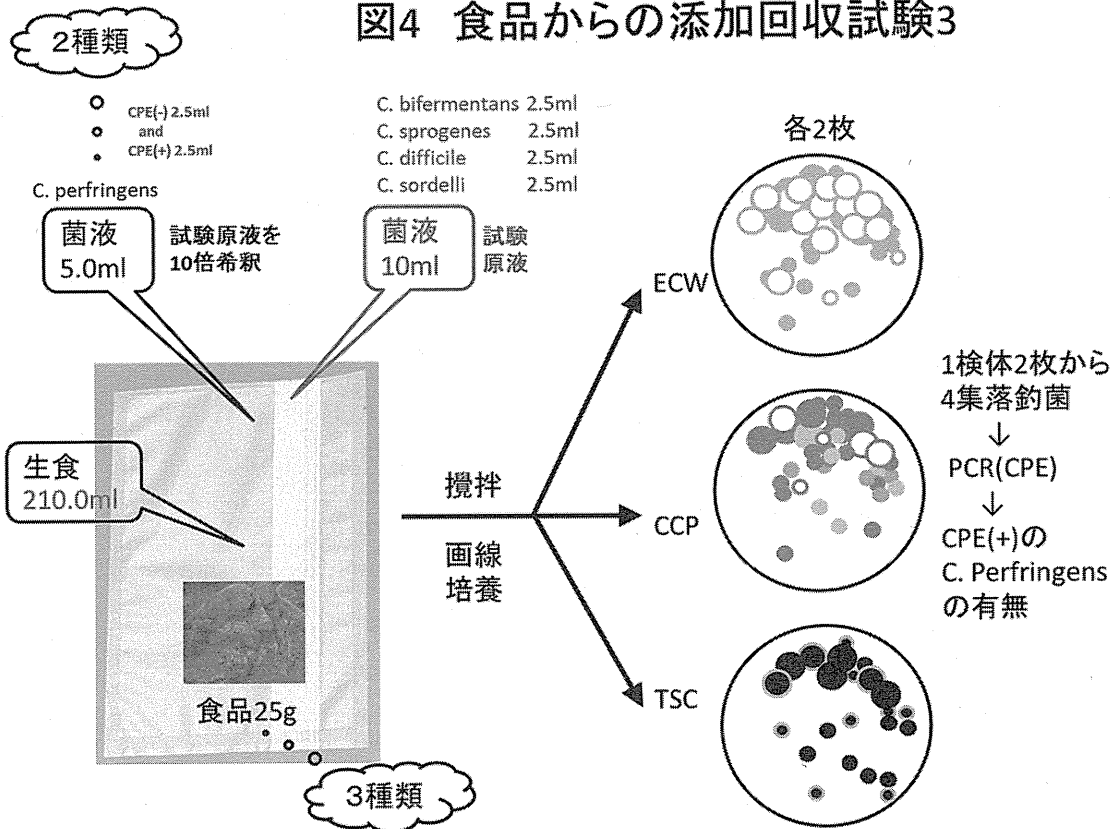 図4 食品からの添加回収試験3
2種類
CPE(-) 2.5ml
and
CPE(+) 2.5ml
C. perfringens
菌液
5.0ml
試験原液を
10倍希釈
C. bifermentans 2.5ml
C. sprogenes 2.5ml
C. difficile 2.5ml
C. sordelli 2.5ml
菌液
10ml
試験
原液
生食
210.0ml
食品25g
3種類
攪拌
画線
培養
各2枚
ECW
CCP
TSC
1検体2枚から
4集落釣菌
↓
PCR(CPE)
↓
CPE(+)の
C. Perfringens
の有無